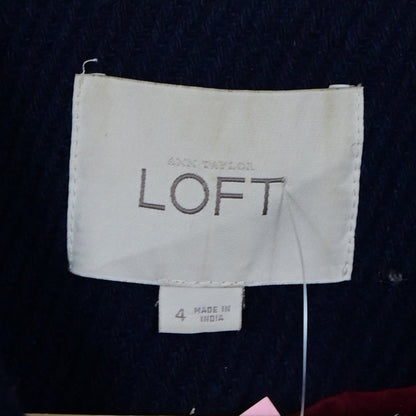 ANN TAYLOR
LOFT
4 MADE IN
INDIA